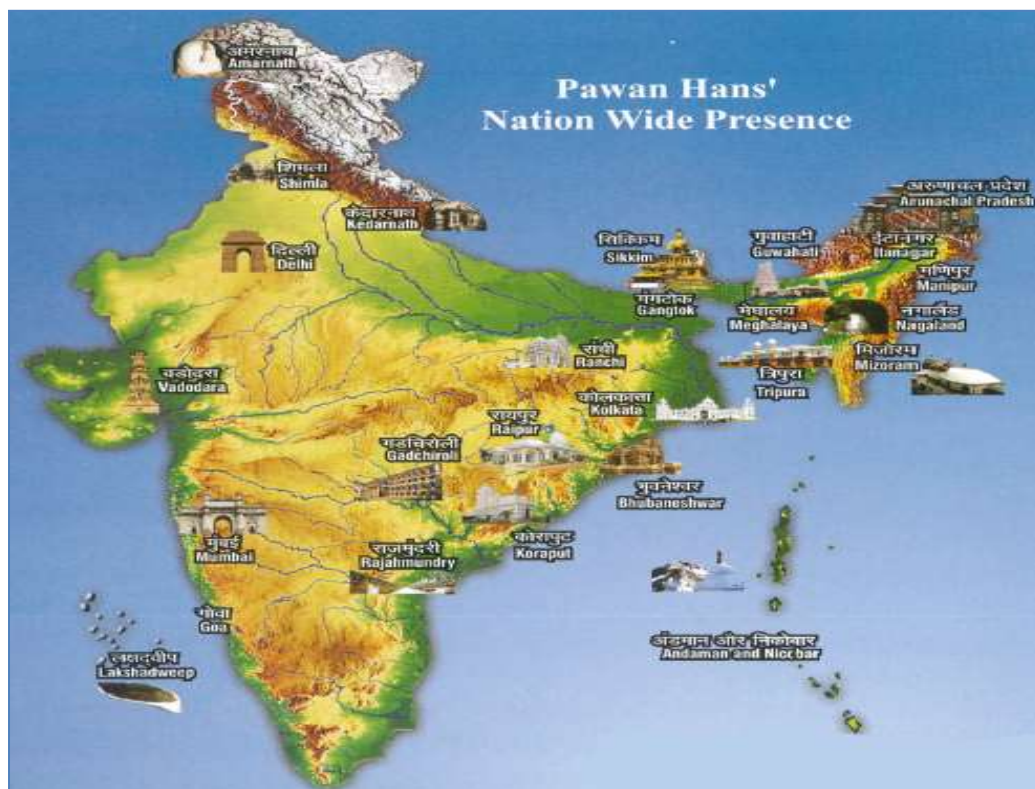 Pawan Hans'
Nation Wide Presence
अमरनाथ
Amarnath
शिमला
Shimla
केदारनाथ
Kedarnath
दिल्ली
Delhi
अरुणाचल प्रदेश
Arunachal Pradesh
सिक्किम
Sikkim
गुवाहाटी
Guwahati
ईटानगर
Itanagar
मणिपुर
Manipur
गंगटोक
Gangtok
मेघालय
Meghalaya
नगालैंड
Nagaland
मिजोरम
Mizoram
त्रिपुरा
Tripura
रांची
Ranchi
वडोदरा
Vadodara
कोलकाता
Kolkata
रायपुर
Raipur
गडचिरोली
Gadchiroli
भुवनेश्वर
Bhubaneshwar
मुंबई
Mumbai
राजमुंदरी
Rajahmundry
कोरापुट
Koraput
गोवा
Goa
लक्षद्वीप
Lakshadweep
अंडमान और निकोबार
Andaman and Nicobar